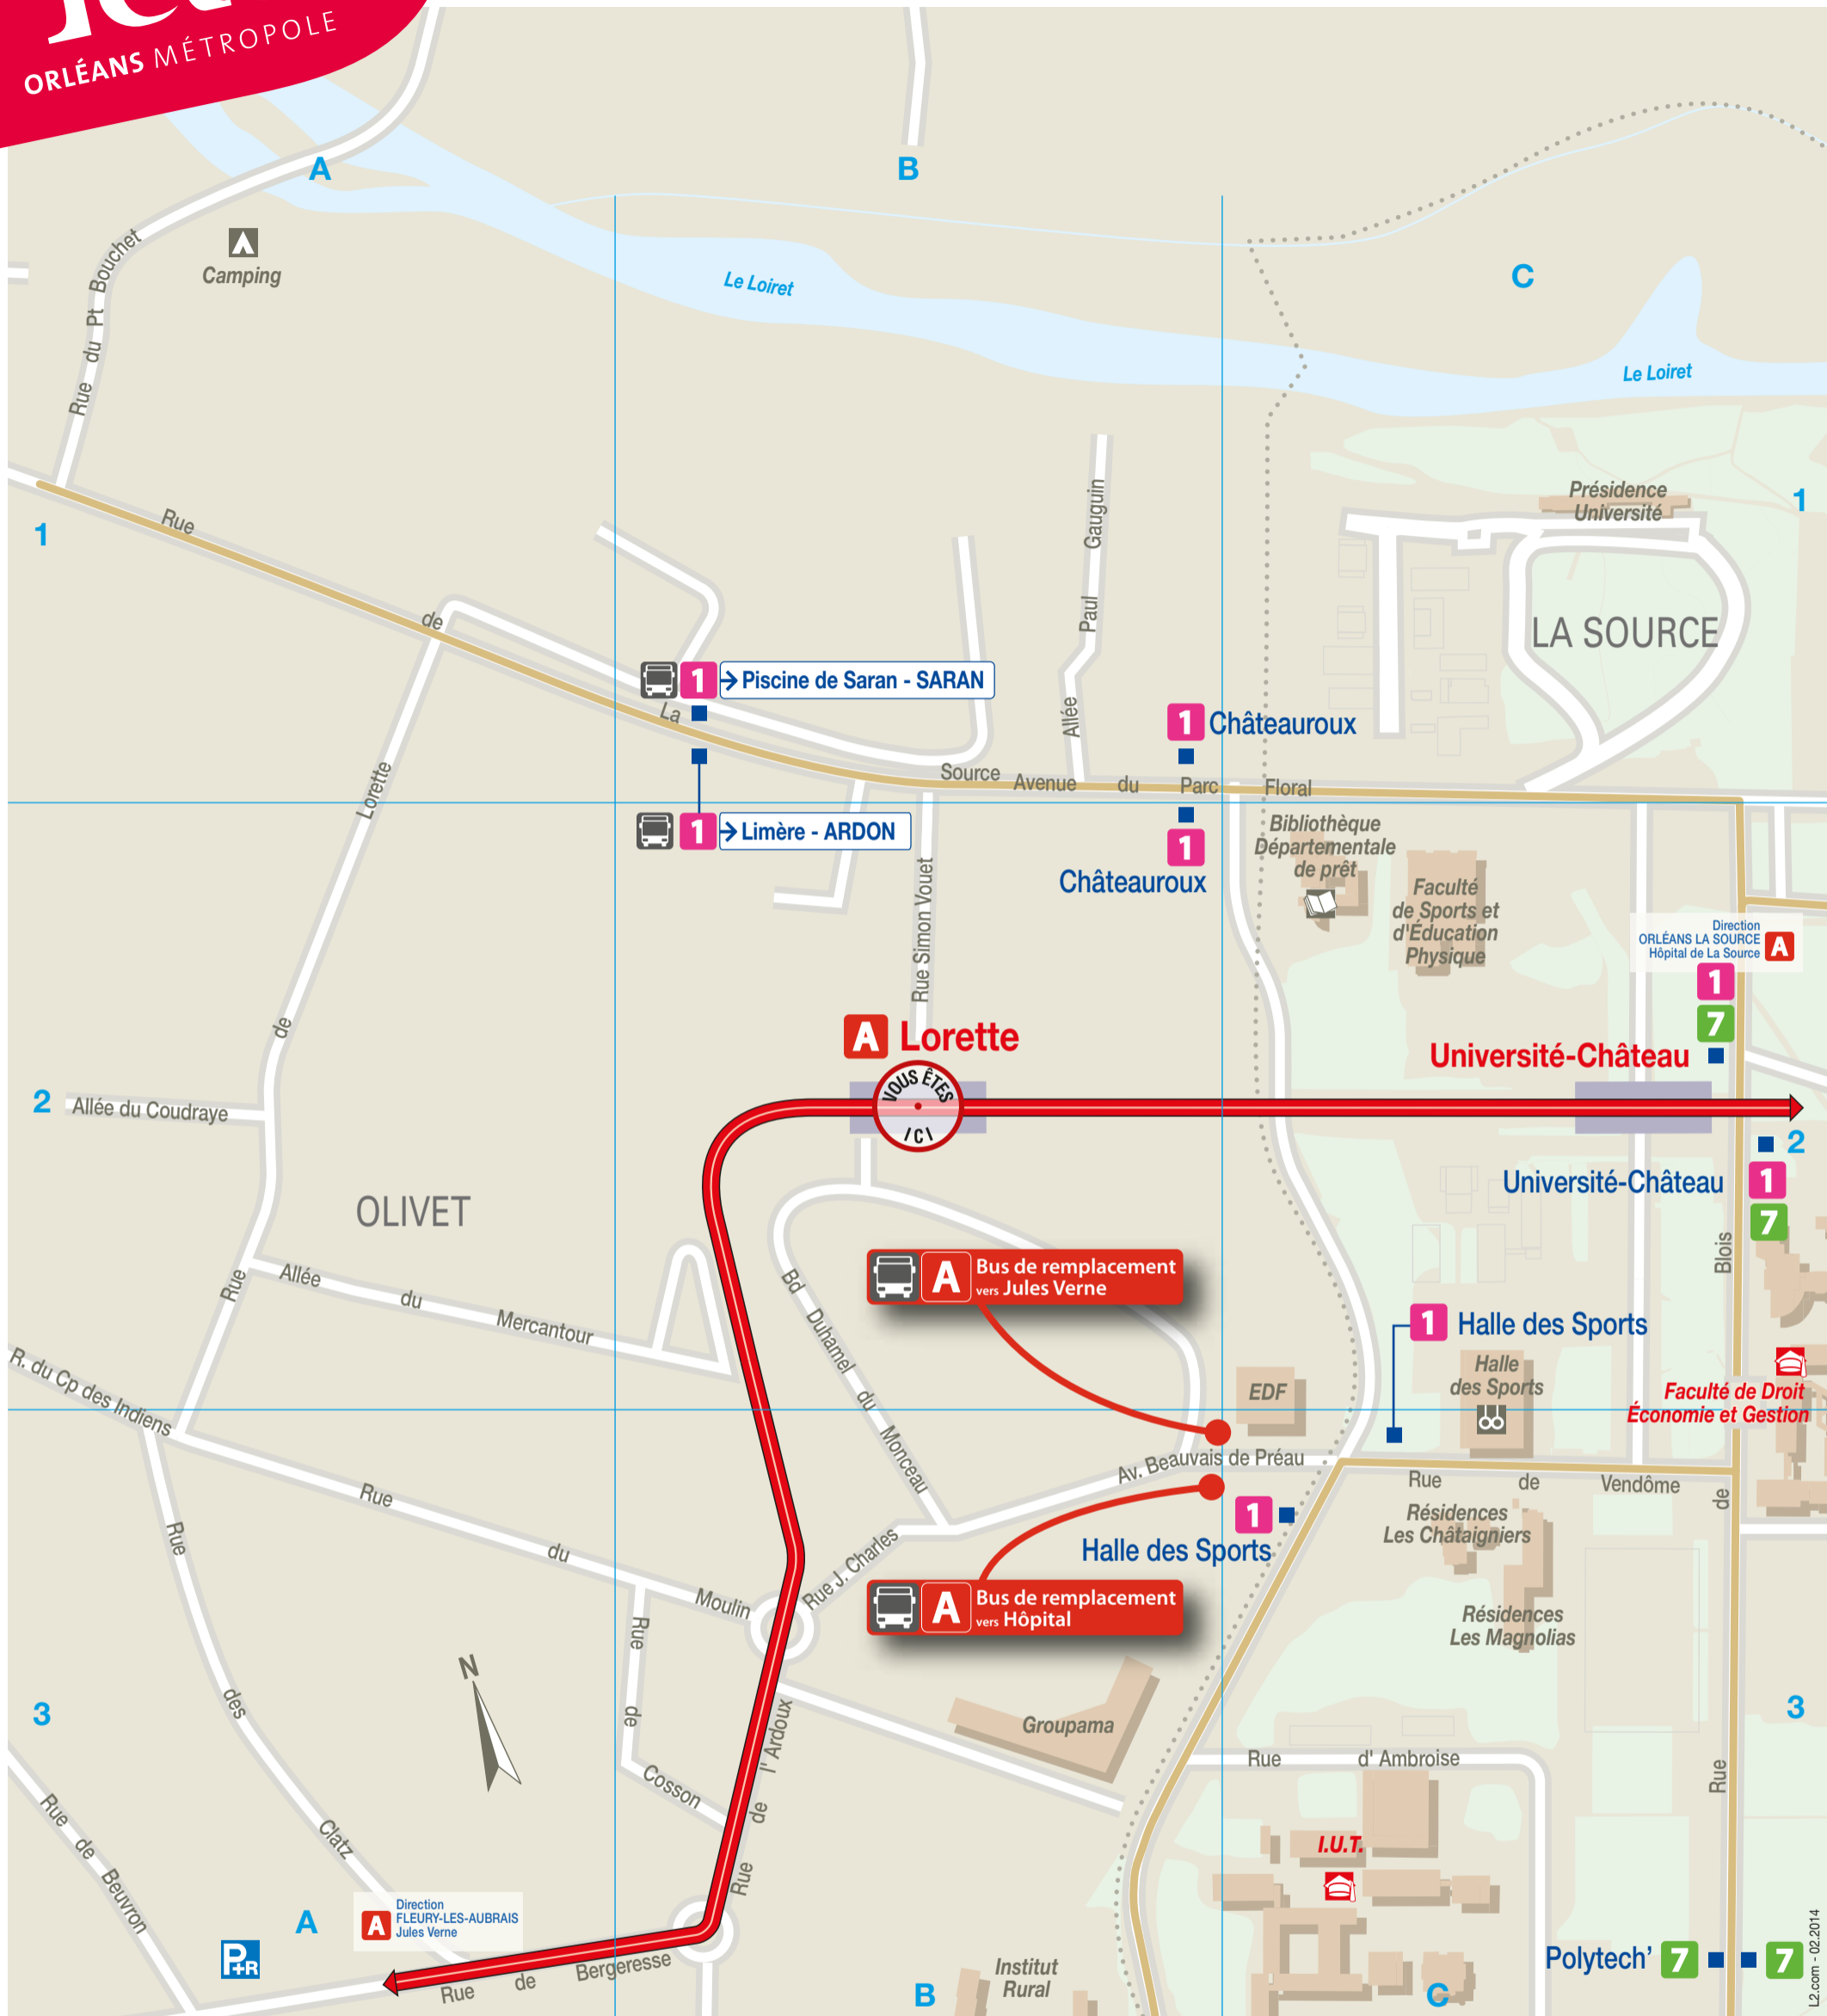 ORLÉANS MÉTROPOLE
A
B
C
Camping
Rue du Pt Bouchet
Le Loiret
Le Loiret
Présidence
Université
1
1
Rue de La Source
Allée Paul Gauguin
LA SOURCE
1 → Piscine de Saran - SARAN
1 Châteauroux
Avenue du Parc Floral
1 → Limère - ARDON
1
Châteauroux
Bibliothèque
Départementale
de prêt
Faculté
de Sports et
d'Éducation
Physique
Rue de Lorette
Rue Simon Vouet
Direction
ORLÉANS LA SOURCE
Hôpital de La Source
A
1
7
A Lorette
Université-Château
VOUS ÊTES
ICI
2
Allée du Coudraye
2
Université-Château
1
7
OLIVET
Allée du Mercantour
Bd Duhamel du Monceau
A Bus de remplacement
vers Jules Verne
1 Halle des Sports
Halle
des Sports
EDF
Faculté de Droit
Économie et Gestion
R. du Cp des Indiens
Av. Beauvais de Préau
Rue de Vendôme
Rue de Blois
Résidences
Les Châtaigniers
1
Halle des Sports
Rue du Moulin
Rue J. Charles
A Bus de remplacement
vers Hôpital
Résidences
Les Magnolias
Rue des Clatz
Rue de Cosson
N
3
3
Groupama
Rue de l' Ardoux
Rue d' Ambroise
I.U.T.
Rue de Beuvron
A
Direction
FLEURY-LES-AUBRAIS
Jules Verne
A
P+R
Rue de Bergeresse
Institut
Rural
B
C
Polytech' 7
7
L2.com - 02.2014